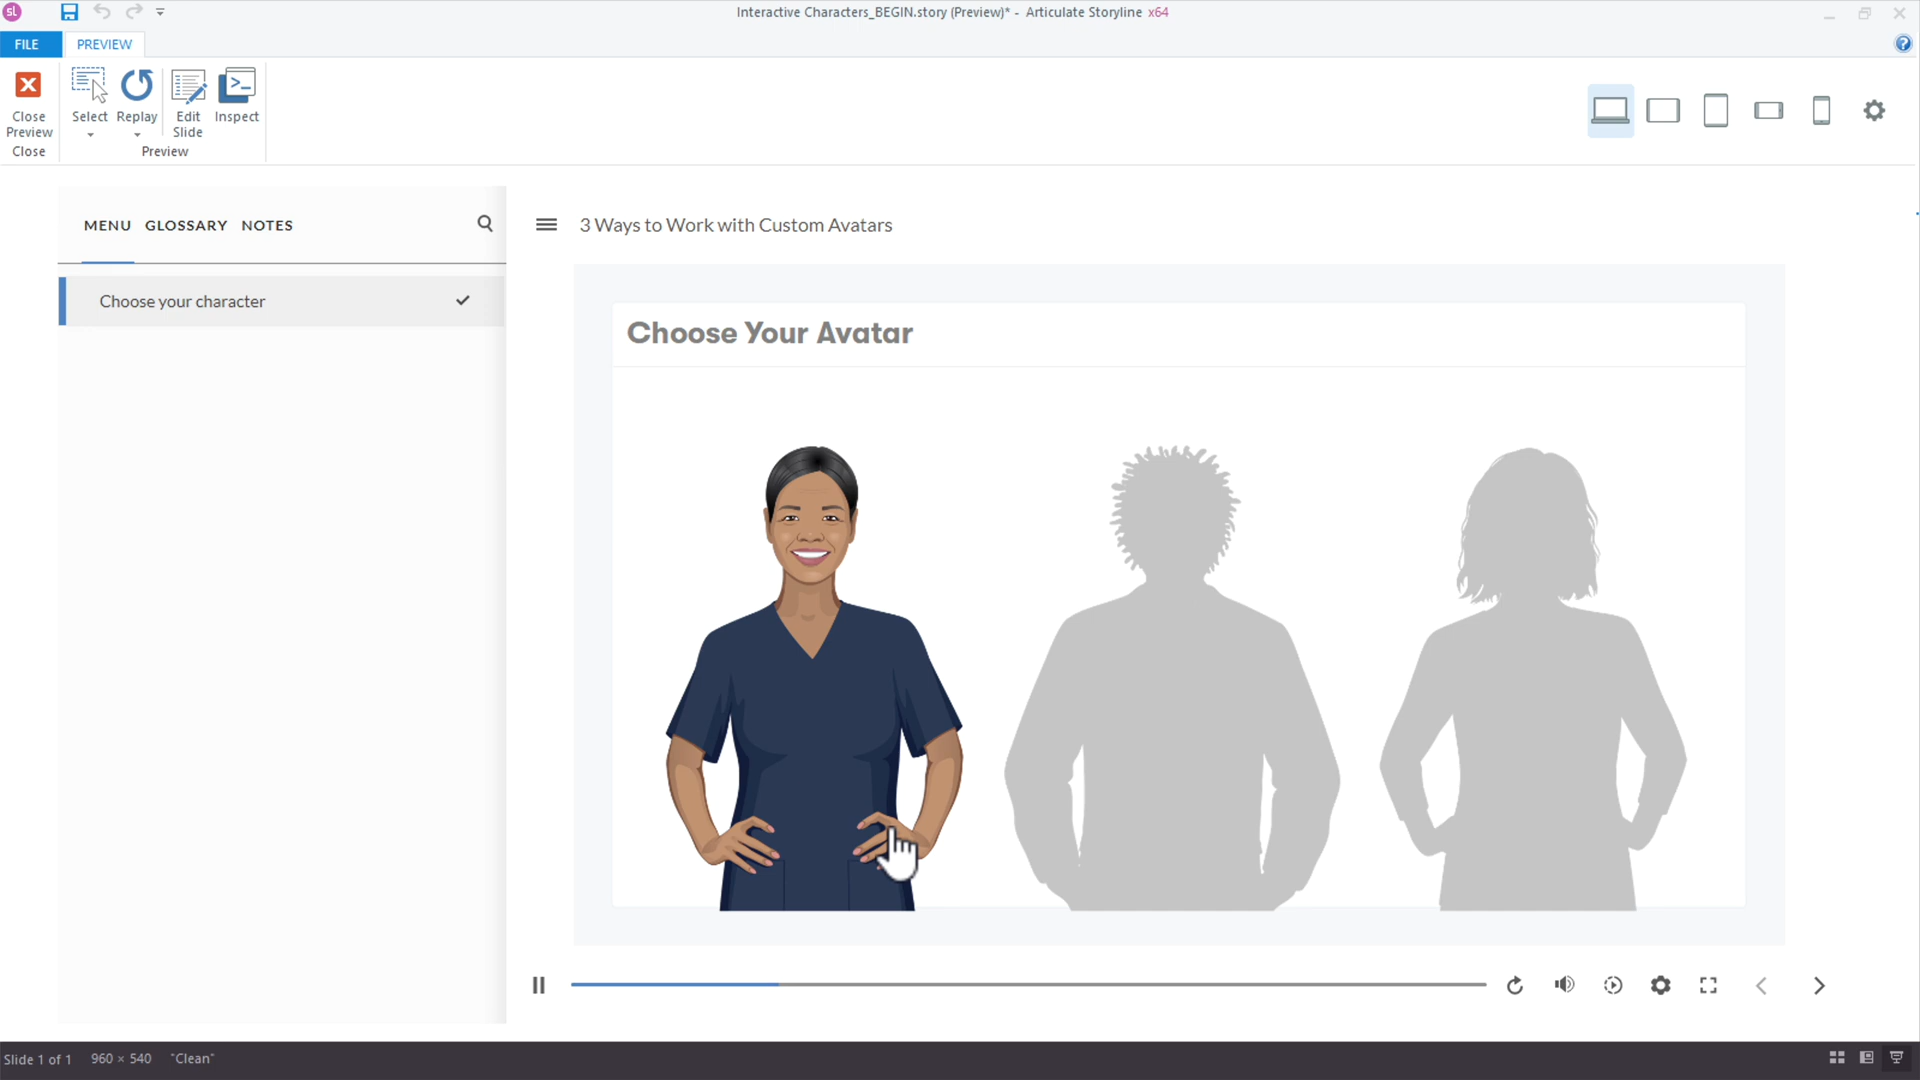 sl
Interactive Characters_BEGIN.story (Preview)* - Articulate Storyline x64
FILE
PREVIEW
?
Close Preview
Select
Replay
Edit Slide
Inspect
Close
Preview
MENU GLOSSARY NOTES
3 Ways to Work with Custom Avatars
Choose your character
Choose Your Avatar
Slide 1 of 1
960 × 540
"Clean"